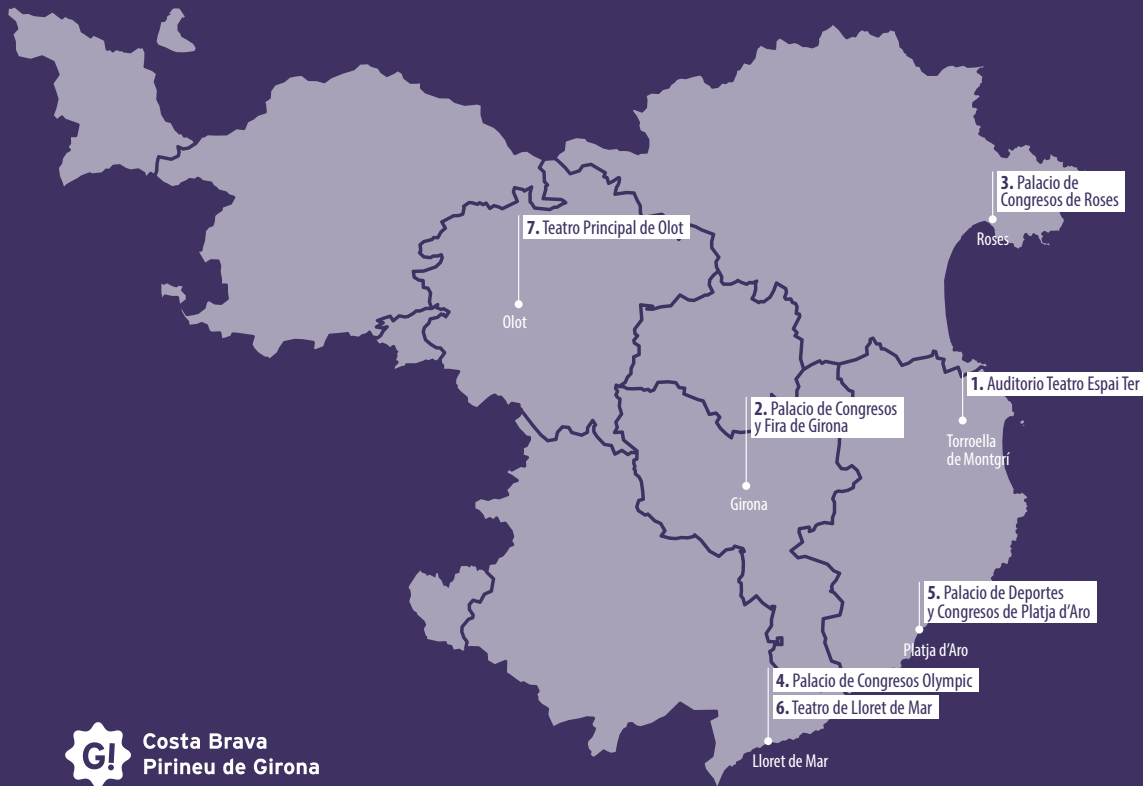 3. Palacio de
Congresos de Roses
Roses
7. Teatro Principal de Olot
Olot
1. Auditorio Teatro Espai Ter
Torroella
de Montgrí
2. Palacio de Congresos
y Fira de Girona
Girona
5. Palacio de Deportes
y Congresos de Platja d’Aro
Platja d’Aro
4. Palacio de Congresos Olympic
6. Teatro de Lloret de Mar
Lloret de Mar
G!
Costa Brava
Pirineu de Girona